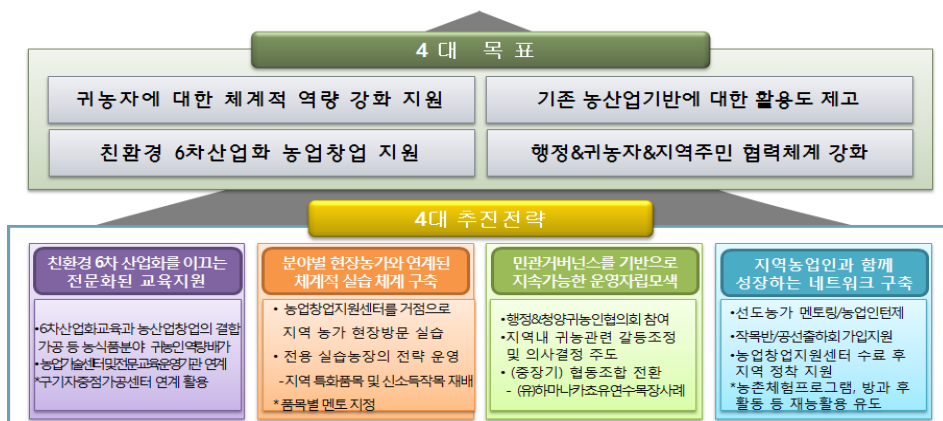 4대 목표
귀농자에 대한 체계적 역량 강화 지원
기존 농산업기반에 대한 활용도 제고
친환경 6차산업화 농업창업 지원
행정&귀농자&지역주민 협력체계 강화
4대 추진전략
친환경 6차 산업화를 이끄는
전문화된 교육지원
•6차산업화교육과 농산업창업의 결합
가공 등 농식품분야 귀농인역량배가
•농업기술센터및전문교육운영기관 연계
*구기자중점가공센터 연계 활용
분야별 현장농가와 연계된
체계적 실습 체계 구축
• 농업창업지원센터를 거점으로
지역 농가 현장방문 실습
• 전용 실습농장의 전략 운영
-지역 특화품목 및 신소득작목 재배
*품목별 멘토 지정
민관거버넌스를 기반으로
지속가능한 운영자립모색
•행정&청양귀농인협의회 참여
•지역내 귀농관련 갈등조정
및 의사결정 주도
• (중장기) 협동조합 전환
- (유)하마나카쵸유연수목장사례
지역농업인과 함께
성장하는 네트워크 구축
•선도농가 멘토링/농업인턴제
•작목반/공선출하회 가입지원
•농업창업지원센터 수료 후
지역 정착 지원
*농촌체험프로그램, 방과 후
활동 등 재능활용 유도